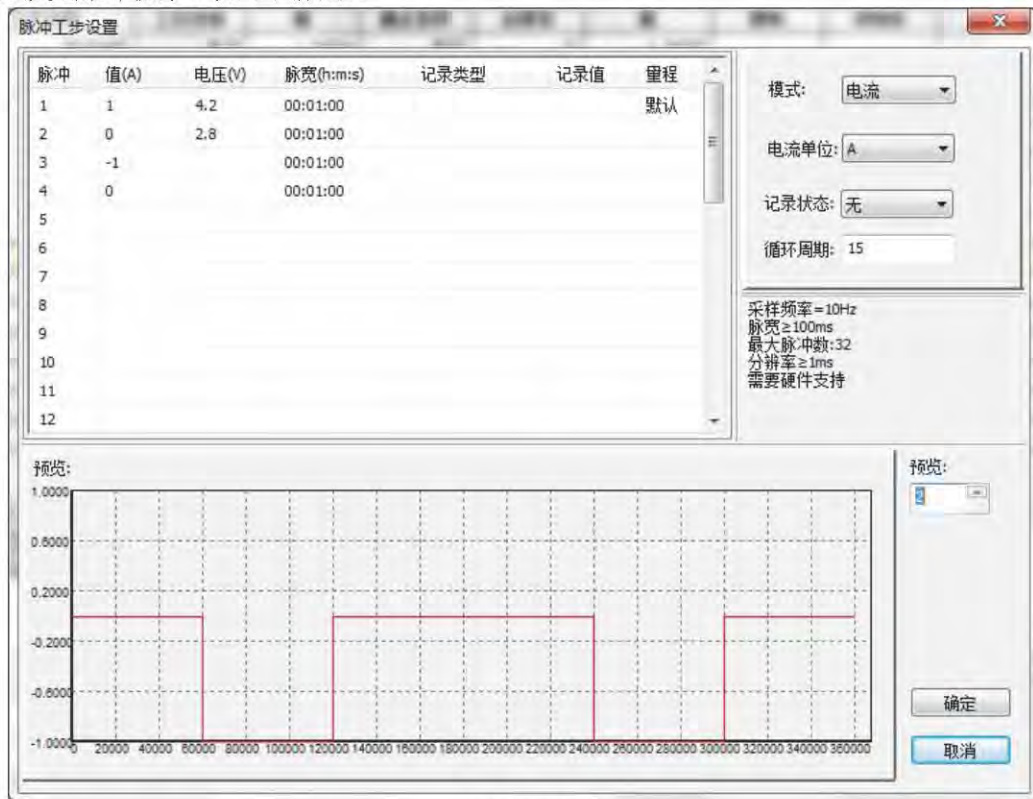 脉冲工步设置
脉冲 值(A) 电压(V) 脉宽(h:m:s) 记录类型 记录值 量程
1 1 4.2 00:01:00 默认
2 0 2.8 00:01:00
3 -1 00:01:00
4 0 00:01:00
5
6
7
8
9
10
11
12
模式: 电流
电流单位: A
记录状态: 无
循环周期: 15
采样频率=10Hz
脉宽≥100ms
最大脉冲数:32
分辨率≥1ms
需要硬件支持
预览:
1.0000
0.6000
0.2000
-0.2000
-0.6000
-1.0000
0 20000 40000 60000 80000 100000 120000 140000 160000 180000 200000 220000 240000 260000 280000 300000 320000 340000 360000
预览:
2
确定
取消